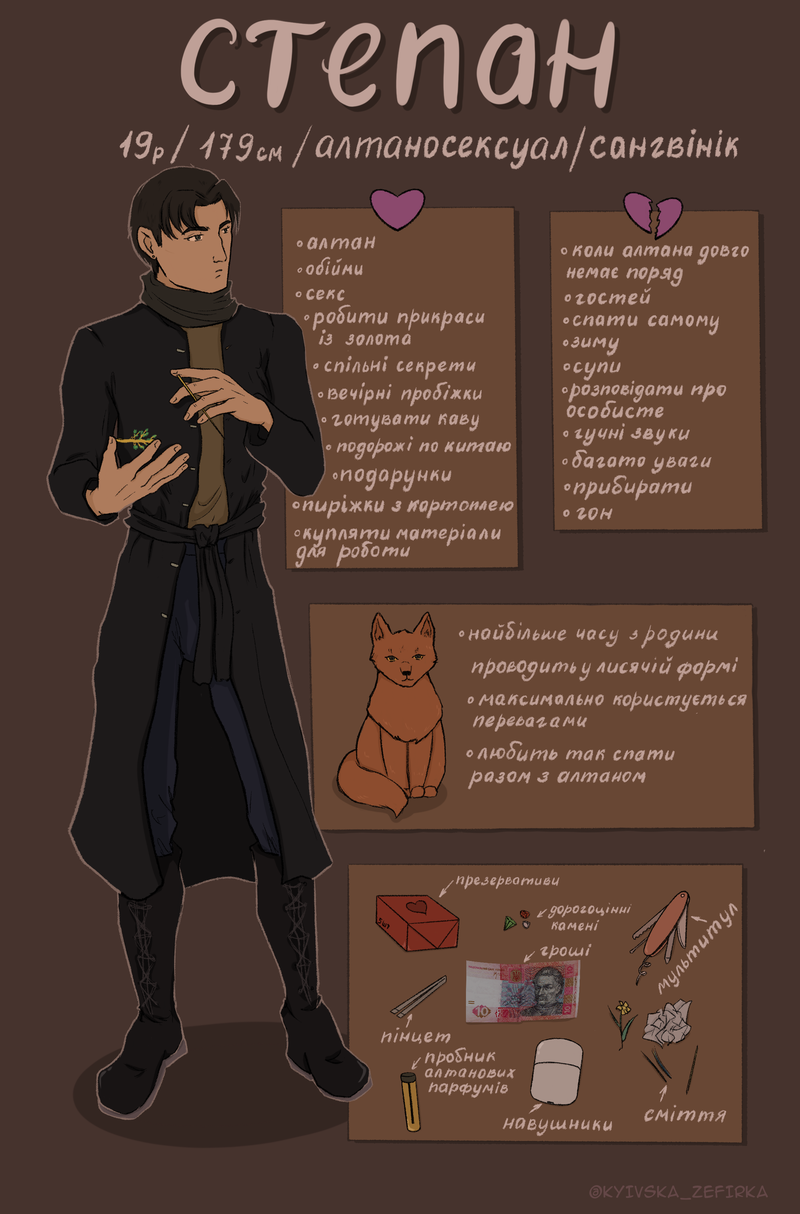 степан
19р / 179см / алтаносексуал/ сангвінік
алтан
обійми
секс
робити прикраси
із золота
спільні секрети
вечірні пробіжки
готувати каву
подорожі по китаю
подарунки
пиріжки з картоплею
купляти матеріали
для роботи
коли алтана довго
немає поряд
гостей
спати самому
зиму
супи
розповідати про
особисте
гучні звуки
багато уваги
прибирати
гон
найбільше часу з родини
проводить у лисячій формі
максимально користується
перевагами
любить так спати
разом з алтаном
презервативи
5шт
дорогоцінні
камені
мультитул
гроші
10
пінцет
пробник
алтанових
парфумів
навушники
сміття
@KYIVSKA_ZEFIRKA